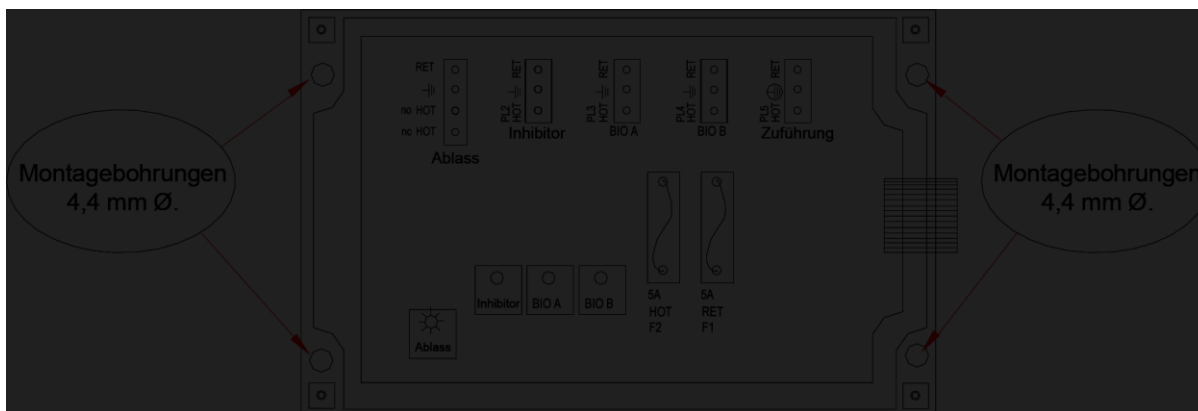 RET
no HOT
nc HOT
Ablass
PL2 HOT RET
Inhibitor
PL3 HOT RET
BIO A
PL4 HOT RET
BIO B
PL5 HOT RET
Zuführung
Montagebohrungen
4,4 mm Ø.
Montagebohrungen
4,4 mm Ø.
Inhibitor
BIO A
BIO B
5A
HOT
F2
5A
RET
F1
Ablass